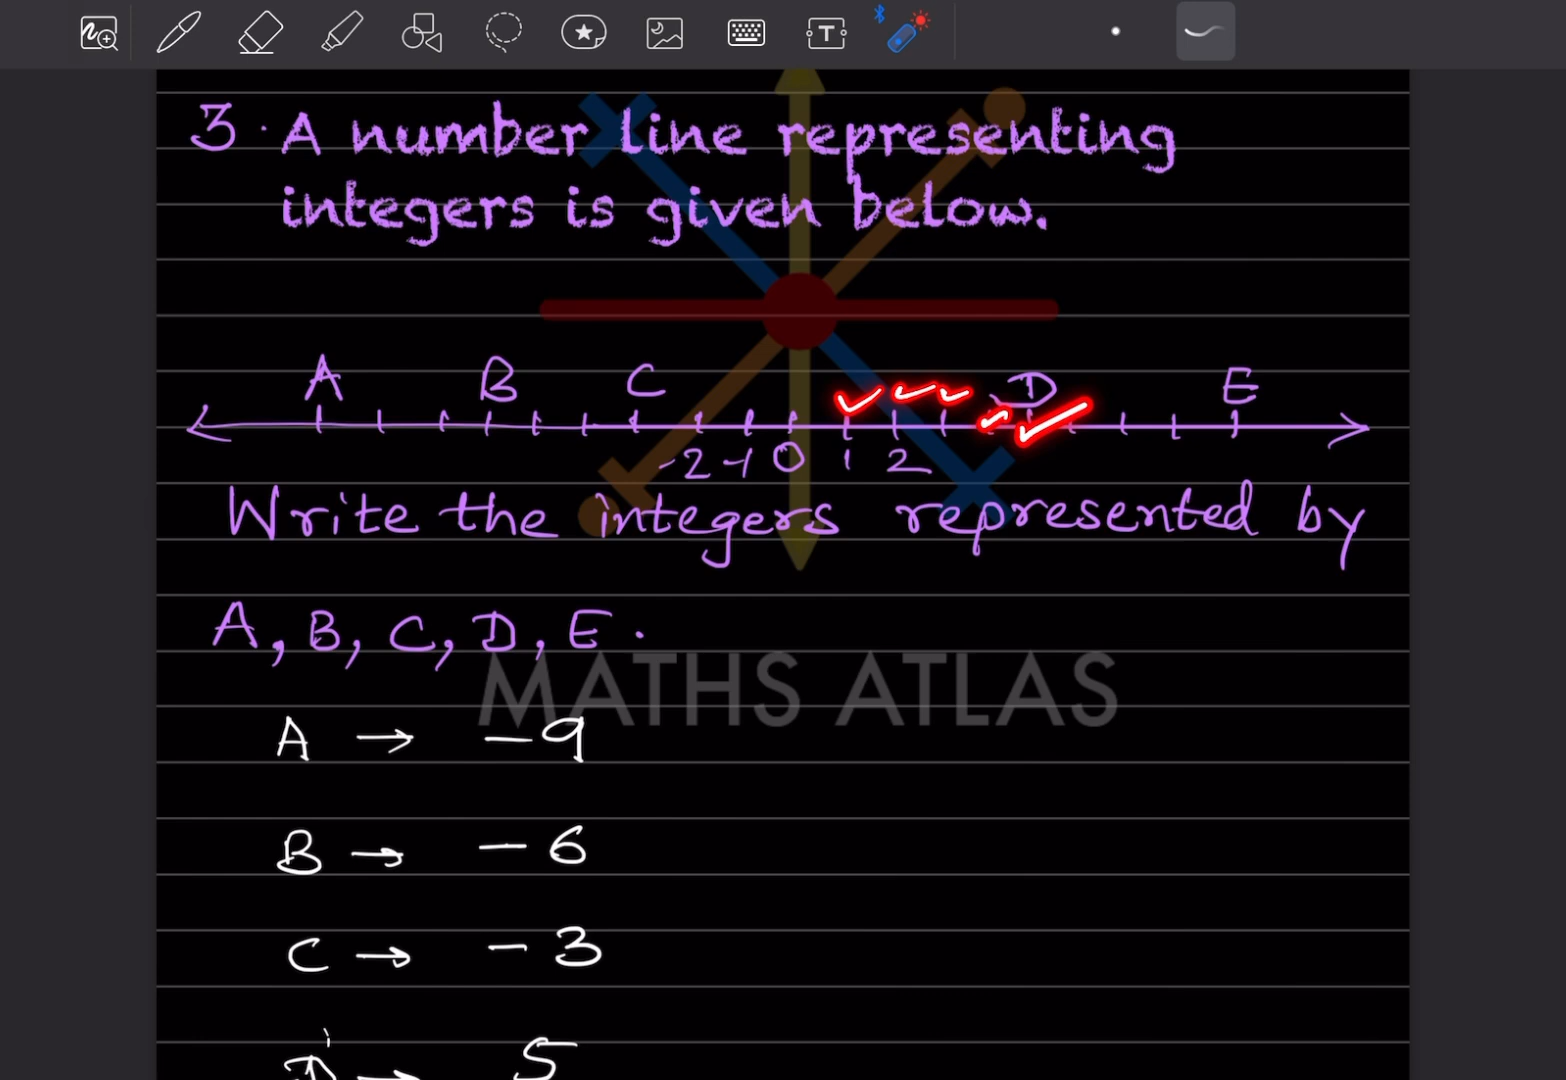 3. A number line representing
integers is given below.
A B C D E
-2 -1 0 1 2
Write the integers represented by
A, B, C, D, E.
MATHS ATLAS
A → -9
B → -6
C → -3
D → 5